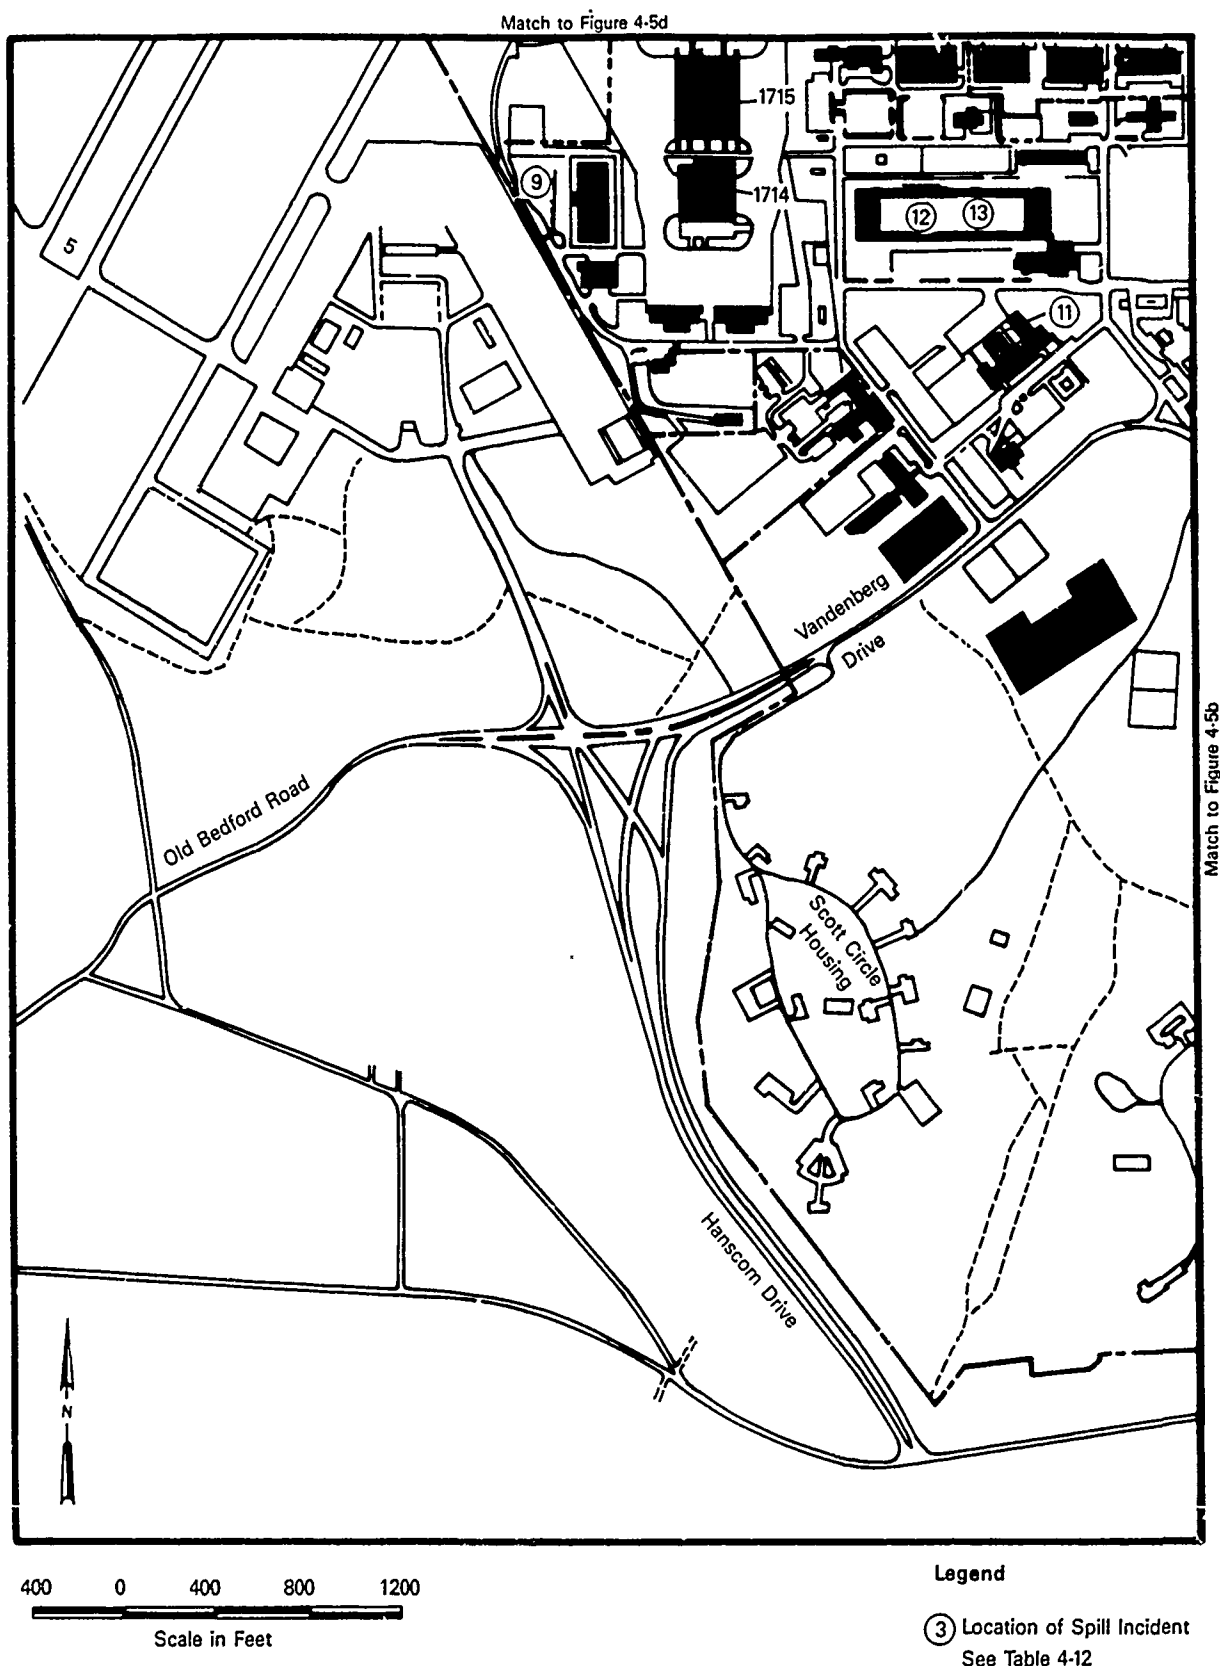 Match to Figure 4-5d
1715
9
1714
12
13
5
11
Vandenberg
Drive
Match to Figure 4-5b
Old Bedford Road
Scott Circle
Housing
Hanscom Drive
N
Legend
400 0 400 800 1200
Scale in Feet
3 Location of Spill Incident
See Table 4-12